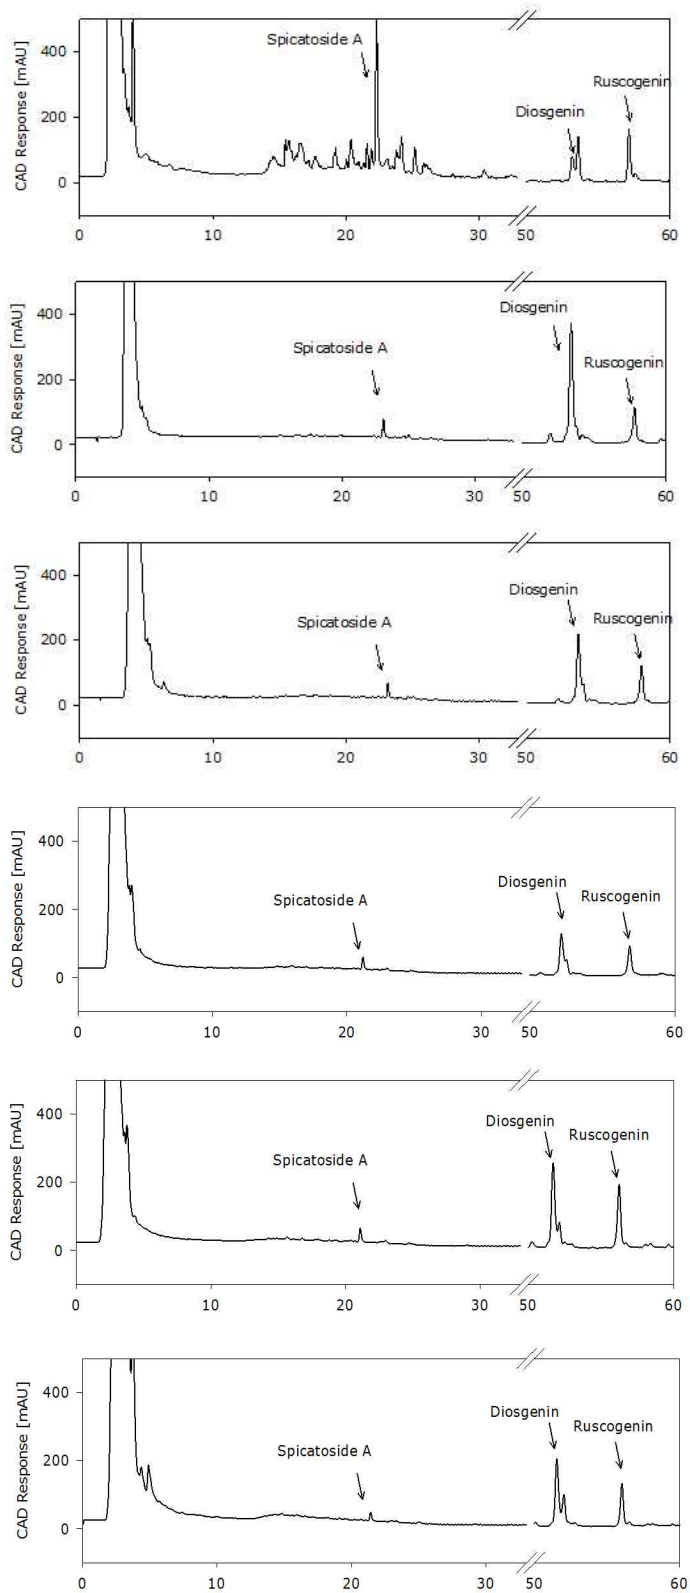 CAD Response [mAU]
400
200
0
Spicatoside A
Diosgenin
Ruscogenin
0 10 20 30 50 60
CAD Response [mAU]
400
200
0
Spicatoside A
Diosgenin
Ruscogenin
0 10 20 30 50 60
CAD Response [mAU]
400
200
0
Spicatoside A
Diosgenin
Ruscogenin
0 10 20 30 50 60
CAD Response [mAU]
400
200
0
Spicatoside A
Diosgenin
Ruscogenin
0 10 20 30 50 60
CAD Response [mAU]
400
200
0
Spicatoside A
Diosgenin
Ruscogenin
0 10 20 30 50 60
CAD Response [mAU]
400
200
0
Spicatoside A
Diosgenin
Ruscogenin
0 10 20 30 50 60